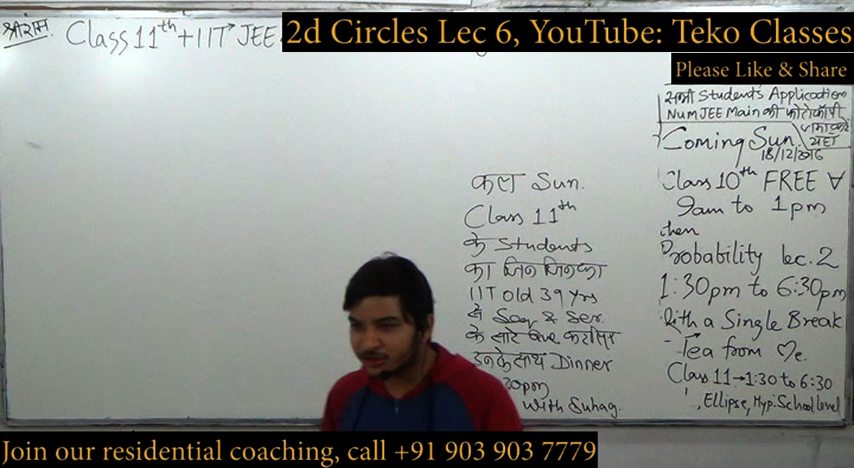 श्रीराम. Class 11th + IIT JEE.
2d Circles Lec 6, YouTube: Teko Classes
Please Like & Share
सभी Students Application
Num JEE Main की फोटोकॉपी
Coming Sun.
18/12/2016
Class 10th FREE ∀
9am to 1pm
then
Probability Lec. 2
1:30pm to 6:30pm
With a Single Break
- Tea from Me.
Class 11→1:30 to 6:30
Ellipse, Hyp. School level
कल Sun.
Class 11th
के Students
का जिन जिनका
IIT old 39 yrs
से Seq & Ser.
के सारे Que
इनके साथ Dinner
30pm
with Suhag.
Join our residential coaching, call +91 903 903 7779